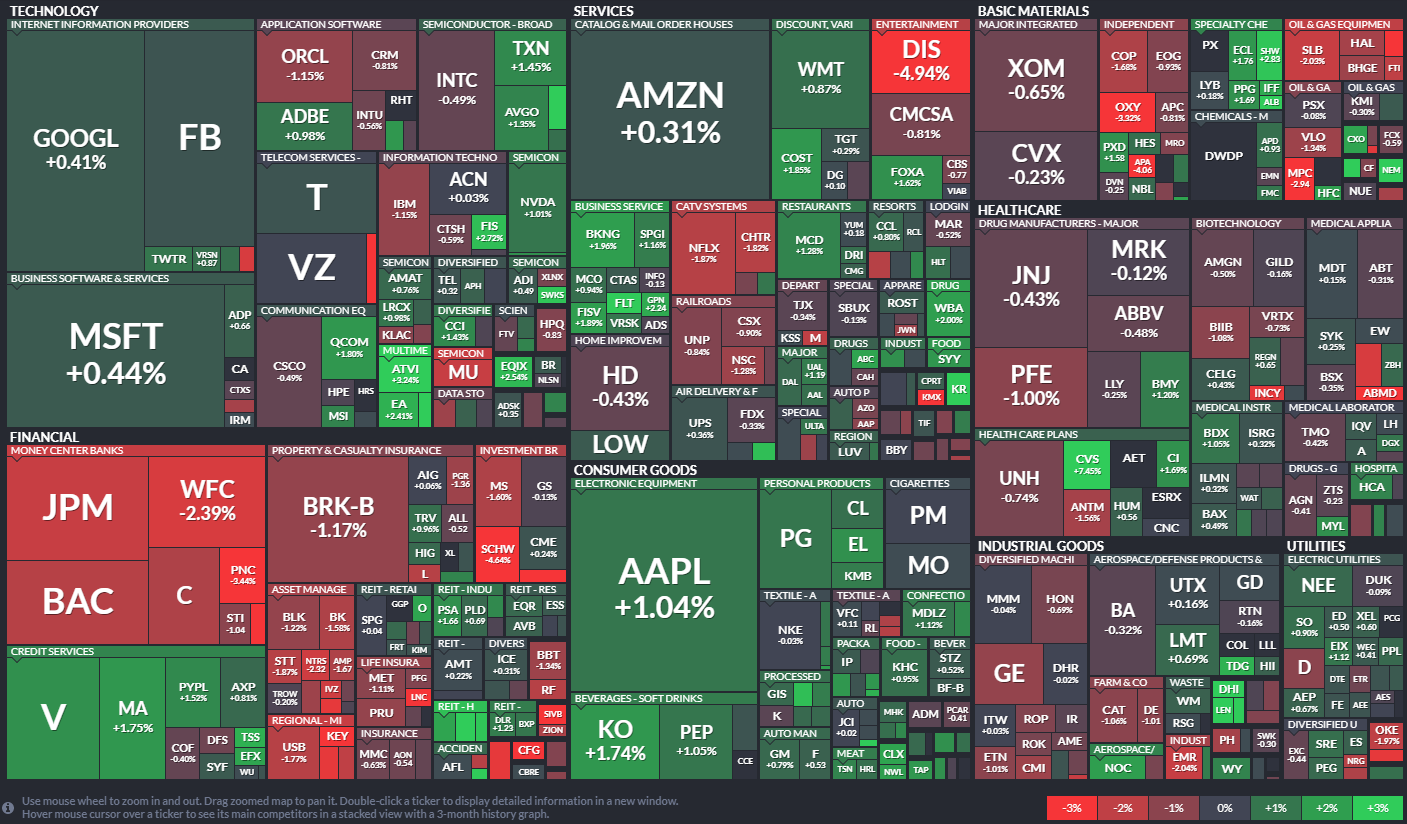 TECHNOLOGY
INTERNET INFORMATION PROVIDERS
GOOGL
+0.41%
FB
TWTR
VRSN
+0.87
BUSINESS SOFTWARE & SERVICES
MSFT
+0.44%
ADP
+0.66
CA
CTXS
IRM
APPLICATION SOFTWARE
ORCL
-1.15%
CRM
-0.81%
ADBE
+0.98%
INTU
-0.56%
RHT
SEMICONDUCTOR - BROAD
INTC
-0.49%
TXN
+1.45%
AVGO
+1.35%
TELECOM SERVICES -
T
VZ
INFORMATION TECHNO
IBM
-1.15%
ACN
+0.03%
CTSH
-0.59%
FIS
+2.72%
SEMICON
NVDA
+1.01%
COMMUNICATION EQ
CSCO
-0.49%
QCOM
+1.80%
HPE
HRS
MSI
SEMICON
AMAT
+0.76%
LRCX
+0.98%
KLAC
DIVERSIFIED
TEL
+0.32
APH
SEMICON
ADI
+0.49
XLNX
SWKS
DIVERSIFIE
CCI
+1.43%
SCIEN
FTV
HPQ
-0.83
MULTIME
ATVI
+3.24%
EA
+2.41%
SEMICON
MU
DATA STO
EQIX
+2.54%
BR
NLSN
ADSK
+0.35
FINANCIAL
MONEY CENTER BANKS
JPM
WFC
-2.39%
BAC
C
PNC
-3.44%
STI
-1.04
CREDIT SERVICES
V
MA
+1.75%
PYPL
+1.52%
AXP
+0.81%
COF
-0.40%
DFS
SYF
TSS
EFX
WU
PROPERTY & CASUALTY INSURANCE
BRK-B
-1.17%
AIG
+0.06%
PGR
-1.36
TRV
+0.96%
ALL
-0.52
HIG
XL
L
INVESTMENT BR
MS
-1.60%
GS
-0.13%
SCHW
-4.64%
CME
+0.24%
ASSET MANAGE
BLK
-1.22%
BK
-1.58%
STT
-1.87%
NTRS
-2.32
AMP
-1.67
TROW
-0.20%
IVZ
REGIONAL - MI
USB
-1.77%
KEY
REIT - RETAI
SPG
+0.04
GGP
O
FRT
KIM
LIFE INSURA
MET
-1.11%
PFG
LNC
PRU
INSURANCE
MMC
-0.63%
AON
-0.54
REIT - INDU
PSA
+1.66
PLD
+0.69
REIT - RES
EQR
ESS
AVB
REIT -
AMT
+0.22%
DIVERS
ICE
+0.31%
BBT
-1.34%
RF
REIT - H
REIT -
DLR
+1.23
BXP
SIVB
ZION
ACCIDEN
AFL
CFG
CBRE
SERVICES
CATALOG & MAIL ORDER HOUSES
AMZN
+0.31%
DISCOUNT, VARI
WMT
+0.87%
COST
+1.85%
TGT
+0.29%
DG
+0.10
ENTERTAINMENT
DIS
-4.94%
CMCSA
-0.81%
FOXA
+1.62%
CBS
-0.77
VIAB
BUSINESS SERVICE
BKNG
+1.96%
SPGI
+1.16%
MCO
+0.94%
CTAS
INFO
-0.13
FISV
+1.89%
FLT
GPN
+2.24
VRSK
ADS
CATV SYSTEMS
NFLX
-1.87%
CHTR
-1.82%
RESTAURANTS
MCD
+1.28%
YUM
+0.18
DRI
CMG
RESORTS
CCL
+0.80%
RCL
LODGIN
MAR
-0.52%
HLT
HOME IMPROVEM
HD
-0.43%
LOW
RAILROADS
UNP
-0.84%
CSX
-0.90%
NSC
-1.28%
AIR DELIVERY & F
UPS
+0.36%
FDX
-0.33%
DEPART
TJX
-0.34%
KSS
M
SPECIAL
SBUX
-0.13%
APPARE
ROST
JWN
DRUG
WBA
+2.00%
MAJOR
DAL
UAL
+1.19
AAL
DRUGS
ABC
CAH
INDUST
FOOD
SYY
SPECIAL
ULTA
AUTO P
AZO
AAP
CPRT
KMX
KR
REGION
LUV
TIF
BBY
CONSUMER GOODS
ELECTRONIC EQUIPMENT
AAPL
+1.04%
BEVERAGES - SOFT DRINKS
KO
+1.74%
PEP
+1.05%
CCE
PERSONAL PRODUCTS
PG
CL
EL
KMB
CIGARETTES
PM
MO
TEXTILE - A
NKE
-0.03%
TEXTILE - A
VFC
+0.11
RL
CONFECTIO
MDLZ
+1.12%
PROCESSED
GIS
K
PACKA
IP
FOOD -
KHC
+0.95%
BEVER
STZ
+0.52%
BF-B
AUTO MAN
GM
+0.79%
F
+0.53
AUTO
JCI
+0.02
MHK
ADM
PCAR
-0.41
MEAT
TSN
HRL
CLX
NWL
TAP
BASIC MATERIALS
MAJOR INTEGRATED
XOM
-0.65%
CVX
-0.23%
INDEPENDENT
COP
-1.68%
EOG
-0.93%
OXY
-3.32%
APC
-0.81%
PXD
+1.58
HES
MRO
APA
-4.06
DVN
-0.25
NBL
SPECIALTY CHE
PX
ECL
+1.76
SHW
+2.83
LYB
+0.18%
PPG
+1.69
IFF
ALB
CHEMICALS - M
DWDP
APD
+0.93
EMN
FMC
OIL & GAS EQUIPMEN
SLB
-2.03%
HAL
BHGE
FTI
OIL & GA
PSX
-0.08%
VLO
-1.34%
MPC
-2.94
HFC
OIL & GAS
KMI
-0.30%
CXO
FCX
-0.59
CF
NEM
NUE
HEALTHCARE
DRUG MANUFACTURERS - MAJOR
JNJ
-0.43%
MRK
-0.12%
ABBV
-0.48%
PFE
-1.00%
LLY
-0.25%
BMY
+1.20%
BIOTECHNOLOGY
AMGN
-0.50%
GILD
-0.16%
BIIB
-1.08%
VRTX
-0.73%
REGN
+0.65
CELG
+0.43%
INCY
MEDICAL APPLIA
MDT
+0.15%
ABT
-0.31%
SYK
+0.25%
EW
BSX
-0.35%
ZBH
ABMD
HEALTH CARE PLANS
UNH
-0.74%
CVS
+7.45%
AET
CI
+1.69%
ANTM
-1.56%
HUM
+0.56
ESRX
CNC
MEDICAL INSTR
BDX
+1.05%
ISRG
+0.32%
ILMN
+0.32%
WAT
BAX
+0.49%
MEDICAL LABORATOR
TMO
-0.42%
IQV
LH
A
DGX
DRUGS - G
AGN
-0.41
ZTS
-0.23
MYL
HOSPITA
HCA
INDUSTRIAL GOODS
DIVERSIFIED MACHI
MMM
-0.04%
HON
-0.69%
GE
DHR
-0.02%
ITW
+0.03%
ROP
IR
ETN
-1.01%
ROK
AME
CMI
AEROSPACE/DEFENSE PRODUCTS &
BA
-0.32%
UTX
+0.16%
GD
LMT
+0.69%
RTN
-0.16%
COL
LLL
TDG
HII
FARM & CO
CAT
-1.06%
DE
-1.01
AEROSPACE/
NOC
WASTE
WM
RSG
DHI
LEN
INDUST
EMR
-2.04%
PH
SWK
-0.30
WY
UTILITIES
ELECTRIC UTILITIES
NEE
DUK
-0.09%
SO
+0.90%
ED
+0.50
XEL
+0.60
PCG
D
EIX
+1.12
WEC
+0.41
PPL
DTE
ETR
AEP
+0.67%
FE
AEE
AES
DIVERSIFIED U
EXC
-0.44
SRE
ES
PEG
NRG
OKE
-1.97%
Use mouse wheel to zoom in and out. Drag zoomed map to pan it. Double-click a ticker to display detailed information in a new window.
Hover mouse cursor over a ticker to see its main competitors in a stacked view with a 3-month history graph.
-3%
-2%
-1%
0%
+1%
+2%
+3%